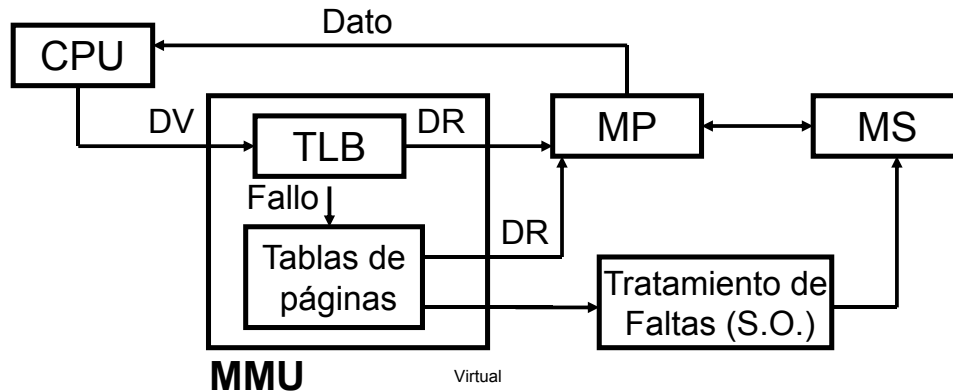 Dato
CPU
DV
TLB
DR
MP
MS
Fallo
DR
Tablas de
páginas
Tratamiento de
Faltas (S.O.)
MMU
Virtual